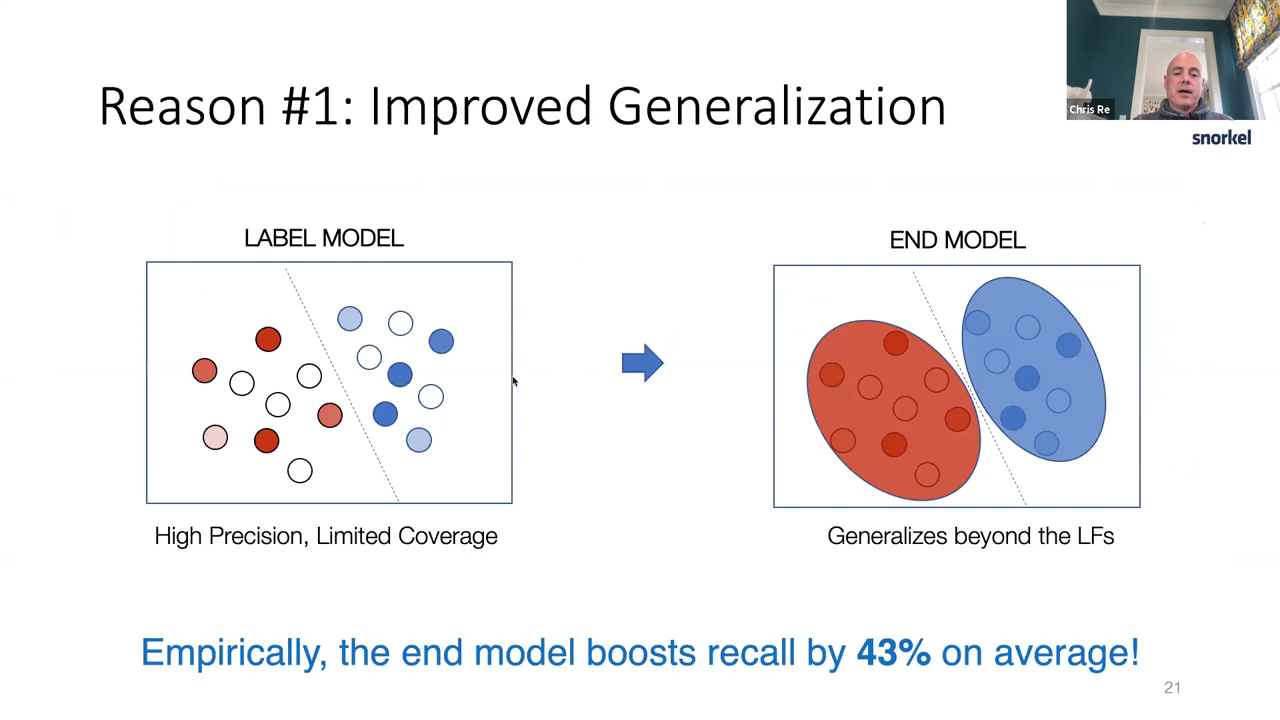 Reason #1: Improved Generalization
Chris Re
snorkel
LABEL MODEL
END MODEL
High Precision, Limited Coverage
Generalizes beyond the LFs
Empirically, the end model boosts recall by 43% on average!
21